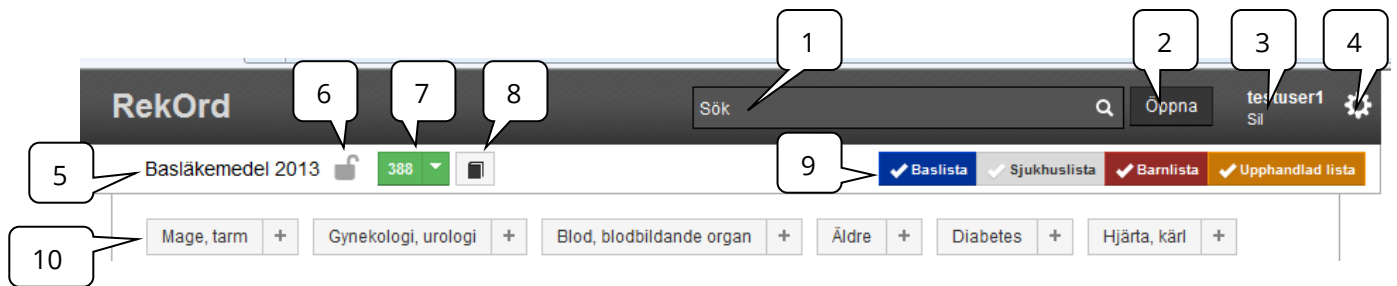 1 2 3 4
6 7 8
RekOrd Sök Öppna testuser1
Sil
5 Basläkemedel 2013 388 9 Baslista Sjukhuslista Barnlista Upphandlad lista
10 Mage, tarm + Gynekologi, urologi + Blod, blodbildande organ + Äldre + Diabetes + Hjärta, kärl +